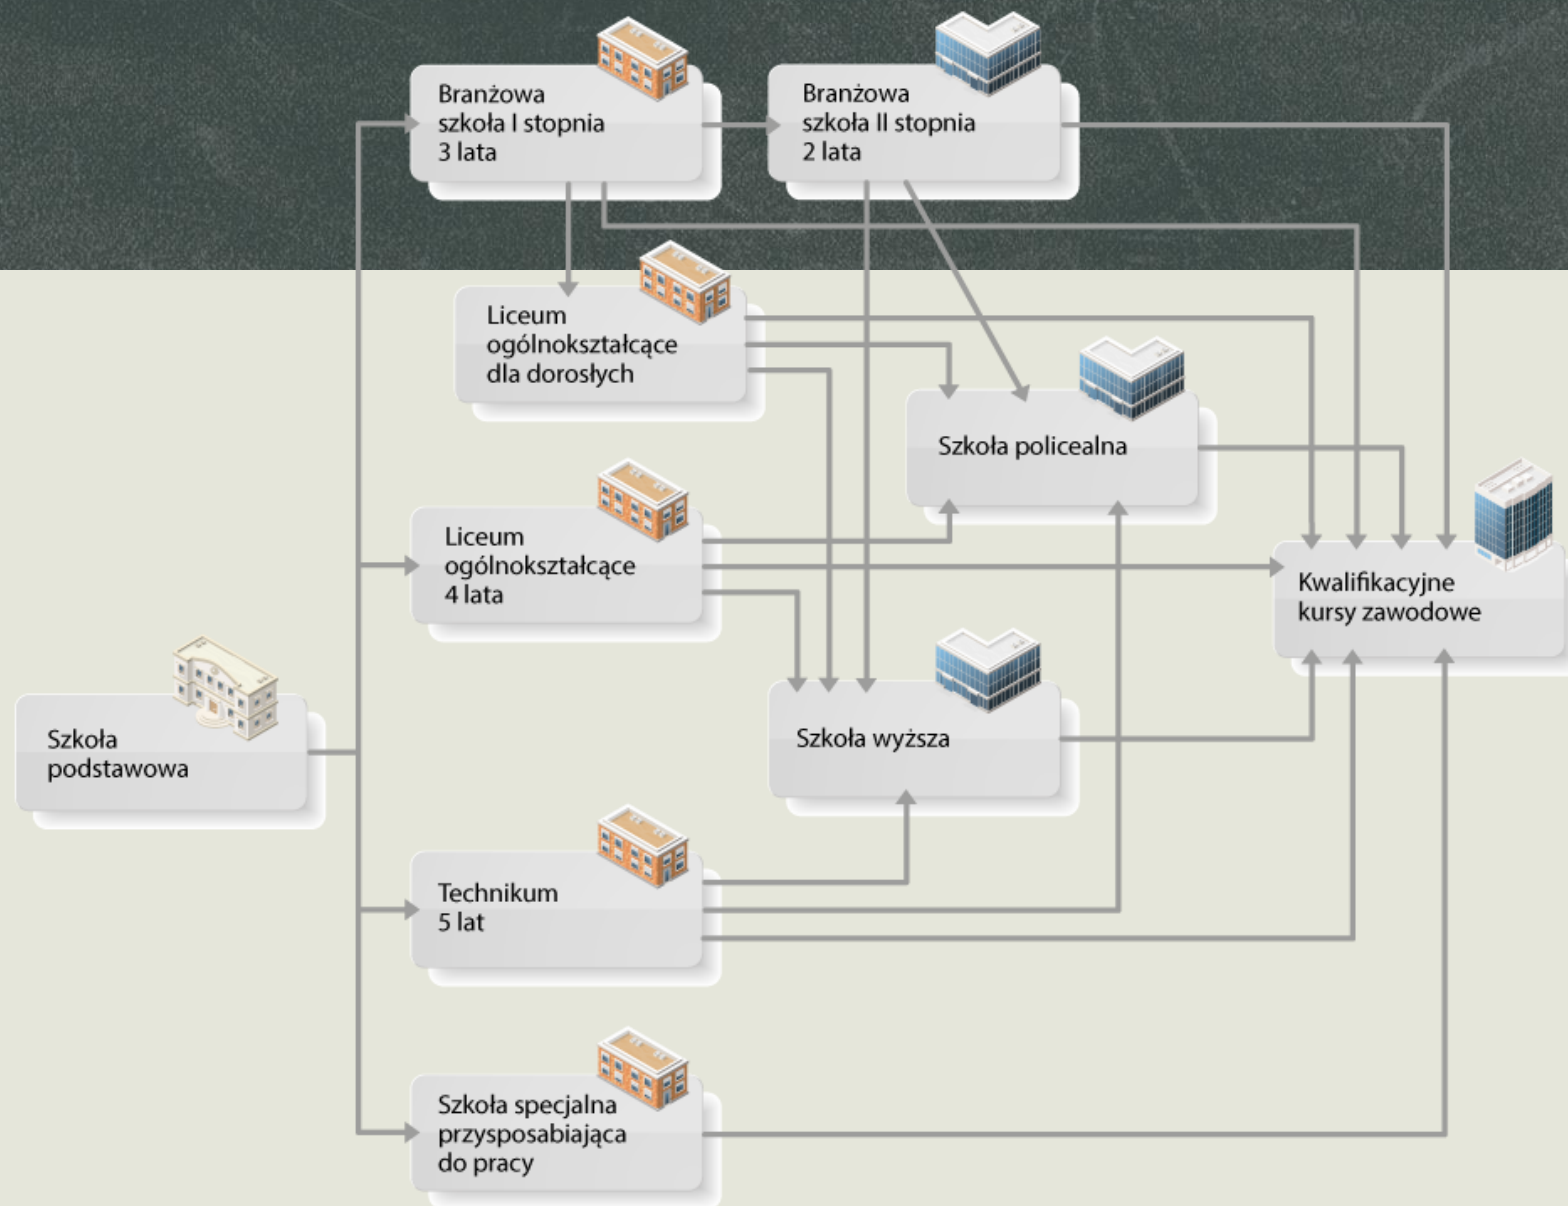 Branżowa
szkoła I stopnia
3 lata
Branżowa
szkoła II stopnia
2 lata
Liceum
ogólnokształcące
dla dorosłych
Szkoła policealna
Liceum
ogólnokształcące
4 lata
Kwalifikacyjne
kursy zawodowe
Szkoła
podstawowa
Szkoła wyższa
Technikum
5 lat
Szkoła specjalna
przysposabiająca
do pracy